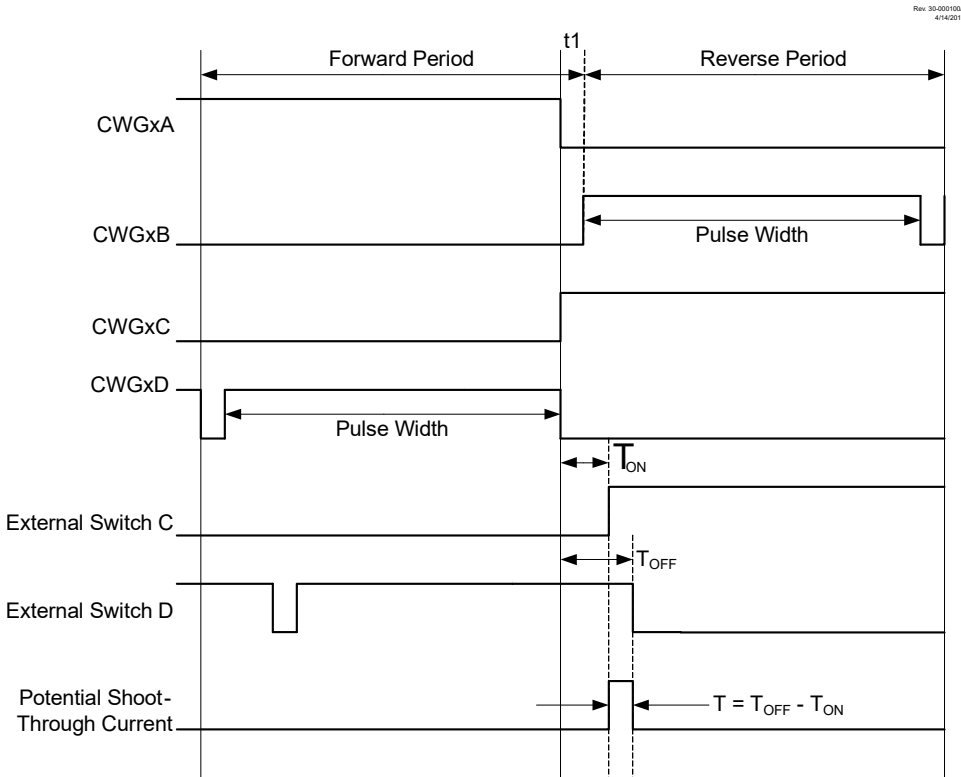 Rev. 30-000100
4/14/201
t1
Forward Period
Reverse Period
CWGxA
CWGxB
Pulse Width
CWGxC
CWGxD
Pulse Width
TON
External Switch C
TOFF
External Switch D
Potential Shoot-
Through Current
T = TOFF - TON